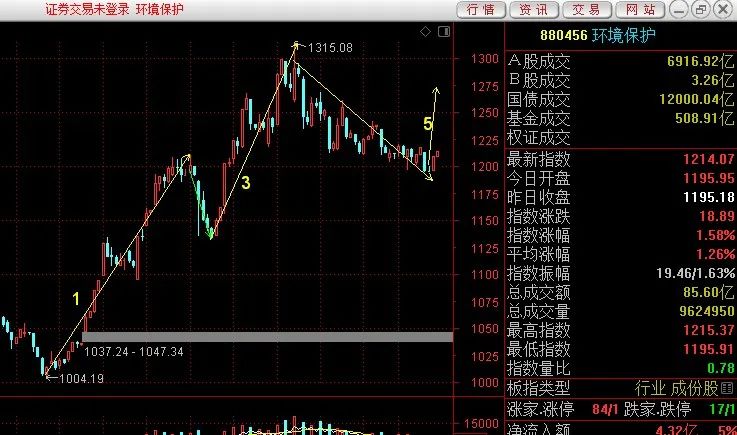 证券交易未登录 环境保护 行情 资讯 交易 网站
880456 环境保护
A股成交 6916.92亿
B股成交 3.26亿
国债成交 12000.04亿
基金成交 508.91亿
权证成交
最新指数 1214.07
今日开盘 1195.95
昨日收盘 1195.18
指数涨跌 18.89
指数涨幅 1.58%
平均涨幅 1.26%
指数振幅 19.46/1.63%
总成交额 85.60亿
总成交量 9624950
最高指数 1215.37
最低指数 1195.91
指数量比 0.78
板指类型 行业 成份股
涨家.涨停 84/1 跌家.跌停 17/1
净流入额 4.32亿 5%
1315.08
1300
1275
1250
1225
1200
1175
1150
1125
1100
1075
1050
1025
1000
15000
5
3
1
1037.24 - 1047.34
1004.19